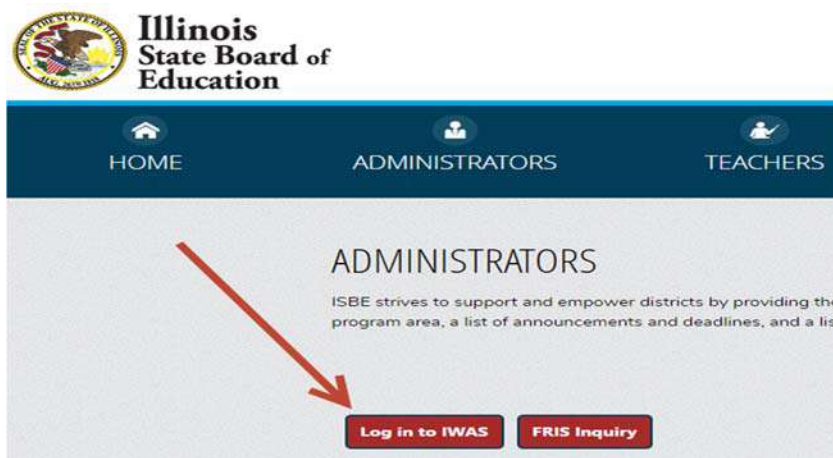 Illinois
State Board of
Education
HOME
ADMINISTRATORS
TEACHERS
ADMINISTRATORS
ISBE strives to support and empower districts by providing the
program area, a list of announcements and deadlines, and a lis
Log in to IWAS
FRIS Inquiry